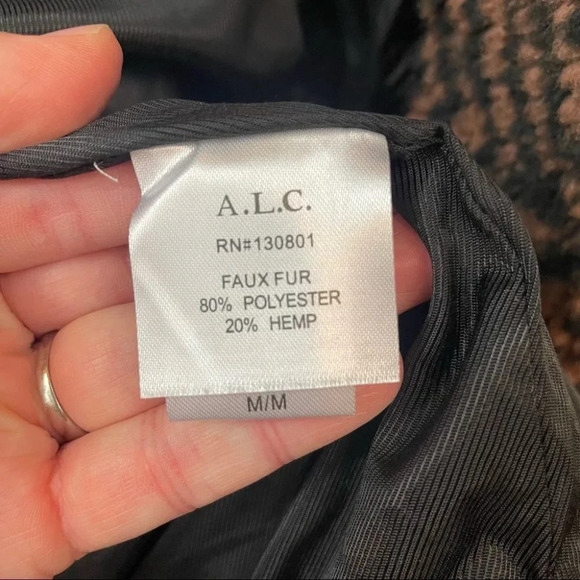 A.L.C.
RN#130801
FAUX FUR
80% POLYESTER
20% HEMP
M/M